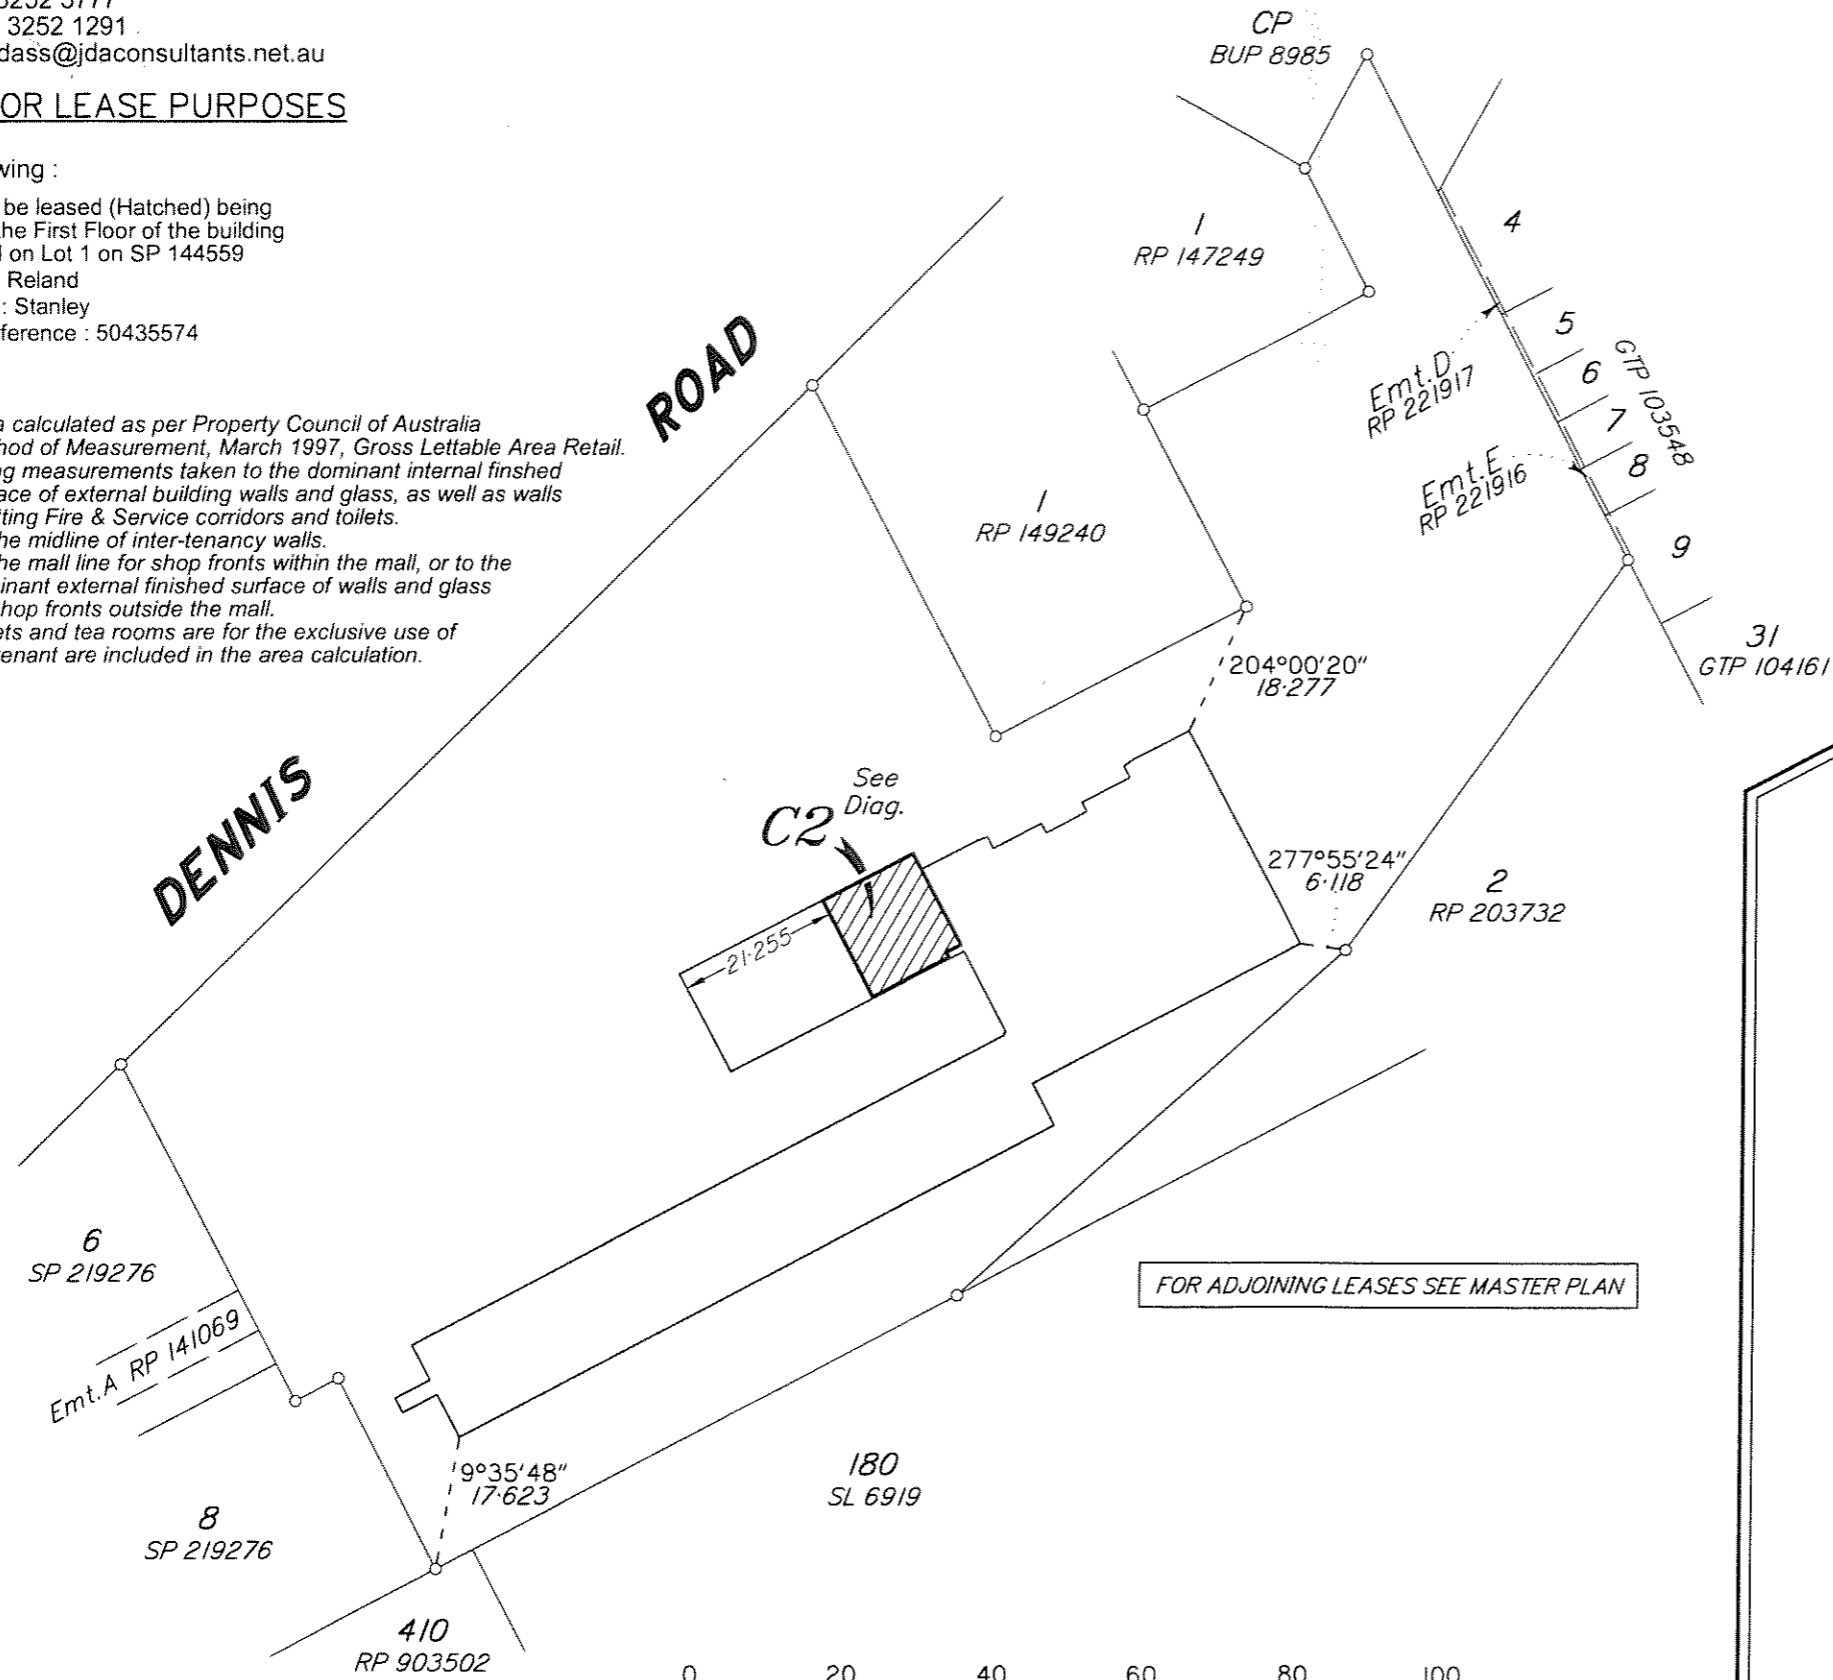 3252 3777
3252 1291
dass@jdaconsultants.net.au
OR LEASE PURPOSES
wing :
be leased (Hatched) being
he First Floor of the building
on Lot 1 on SP 144559
Reland
: Stanley
ference : 50435574
a calculated as per Property Council of Australia
hod of Measurement, March 1997, Gross Lettable Area Retail.
ng measurements taken to the dominant internal finshed
ace of external building walls and glass, as well as walls
tting Fire & Service corridors and toilets.
he midline of inter-tenancy walls.
he mall line for shop fronts within the mall, or to the
inant external finished surface of walls and glass
hop fronts outside the mall.
ets and tea rooms are for the exclusive use of
tenant are included in the area calculation.
CP
BUP 8985
1
RP 147249
4
5
6
7
8
9
GTP 103548
Emt.D
RP 221917
Emt.E
RP 221916
31
GTP 104161
DENNIS
ROAD
1
RP 149240
204°00'20"
18·277
See
Diag.
C2
21·255
277°55'24"
6·118
2
RP 203732
6
SP 219276
Emt.A RP 141069
FOR ADJOINING LEASES SEE MASTER PLAN
9°35'48"
17·623
180
SL 6919
8
SP 219276
410
RP 903502
0 20 40 60 80 100